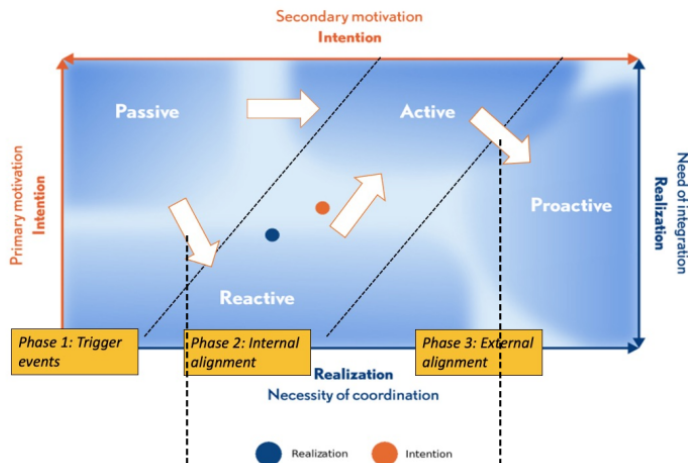 Secondary motivation
Intention
Passive
Active
Primary motivation
Intention
Need of integration
Realization
Proactive
Reactive
Phase 1: Trigger
events
Phase 2: Internal
alignment
Phase 3: External
alignment
Realization
Necessity of coordination
Realization
Intention